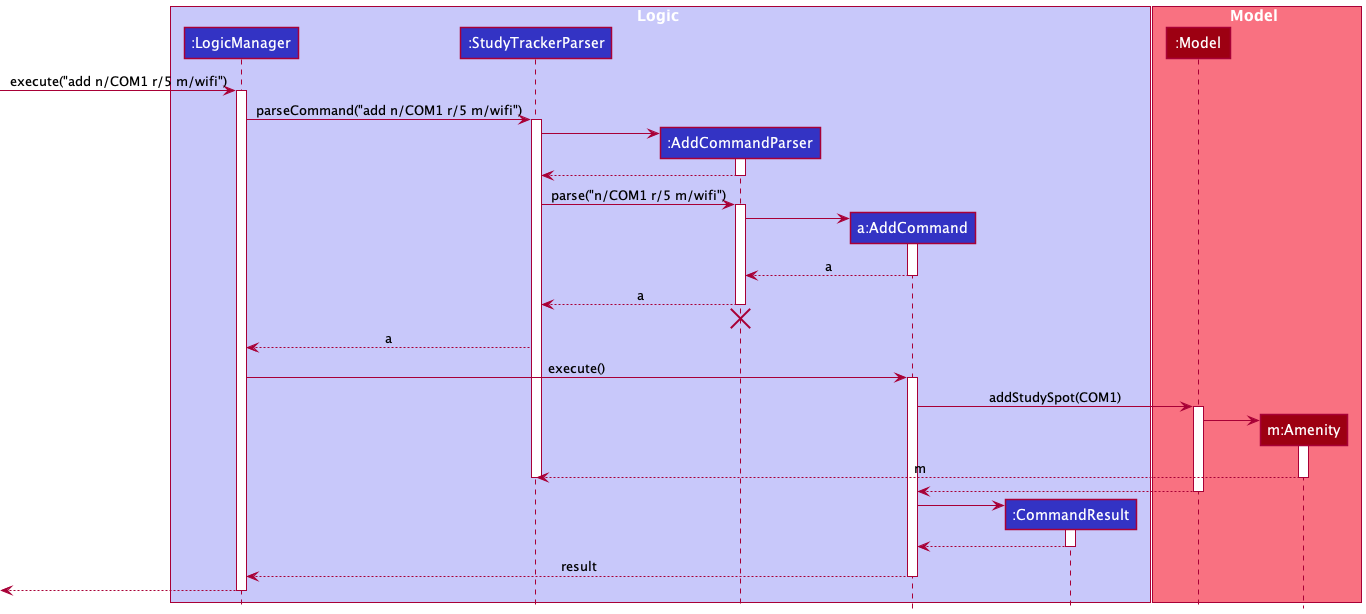 Logic
Model
:LogicManager
:StudyTrackerParser
:Model
execute("add n/COM1 r/5 m/wifi")
parseCommand("add n/COM1 r/5 m/wifi")
:AddCommandParser
parse("n/COM1 r/5 m/wifi")
a:AddCommand
a
a
a
execute()
addStudySpot(COM1)
m:Amenity
m
:CommandResult
result